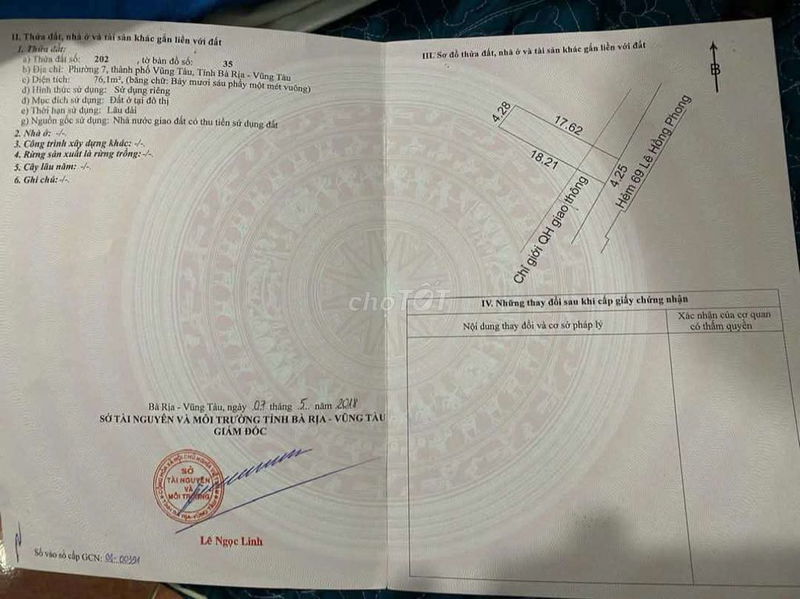 II. Thửa đất, nhà ở và tài sản khác gắn liền với đất
1. Thửa đất:
a) Thửa đất số: 202 , tờ bản đồ số: 35
b) Địa chỉ: Phường 7, thành phố Vũng Tàu, Tỉnh Bà Rịa - Vũng Tàu
c) Diện tích: 76,1m², (bằng chữ: Bảy mươi sáu phẩy một mét vuông)
d) Hình thức sử dụng: Sử dụng riêng
đ) Mục đích sử dụng: Đất ở tại đô thị
e) Thời hạn sử dụng: Lâu dài
g) Nguồn gốc sử dụng: Nhà nước giao đất có thu tiền sử dụng đất
2. Nhà ở: -/-
3. Công trình xây dựng khác: -/-
4. Rừng sản xuất là rừng trồng: -/-
5. Cây lâu năm: -/-
6. Ghi chú: -/-
Bà Rịa - Vũng Tàu, ngày 07 tháng 5 năm 2018
SỞ TÀI NGUYÊN VÀ MÔI TRƯỜNG TỈNH BÀ RỊA - VŨNG TÀU
GIÁM ĐỐC
SỞ
TÀI NGUYÊN
VÀ
MÔI TRƯỜNG
Lê Ngọc Linh
Số vào sổ cấp GCN:
III. Sơ đồ thửa đất, nhà ở và tài sản khác gắn liền với đất
B
4.28
17.62
18.21
4.25
Chỉ giới QH giao thông
Hẻm 69 Lê Hồng Phong
IV. Những thay đổi sau khi cấp giấy chứng nhận
Nội dung thay đổi và cơ sở pháp lý
Xác nhận của cơ quan
có thẩm quyền
choTỐT